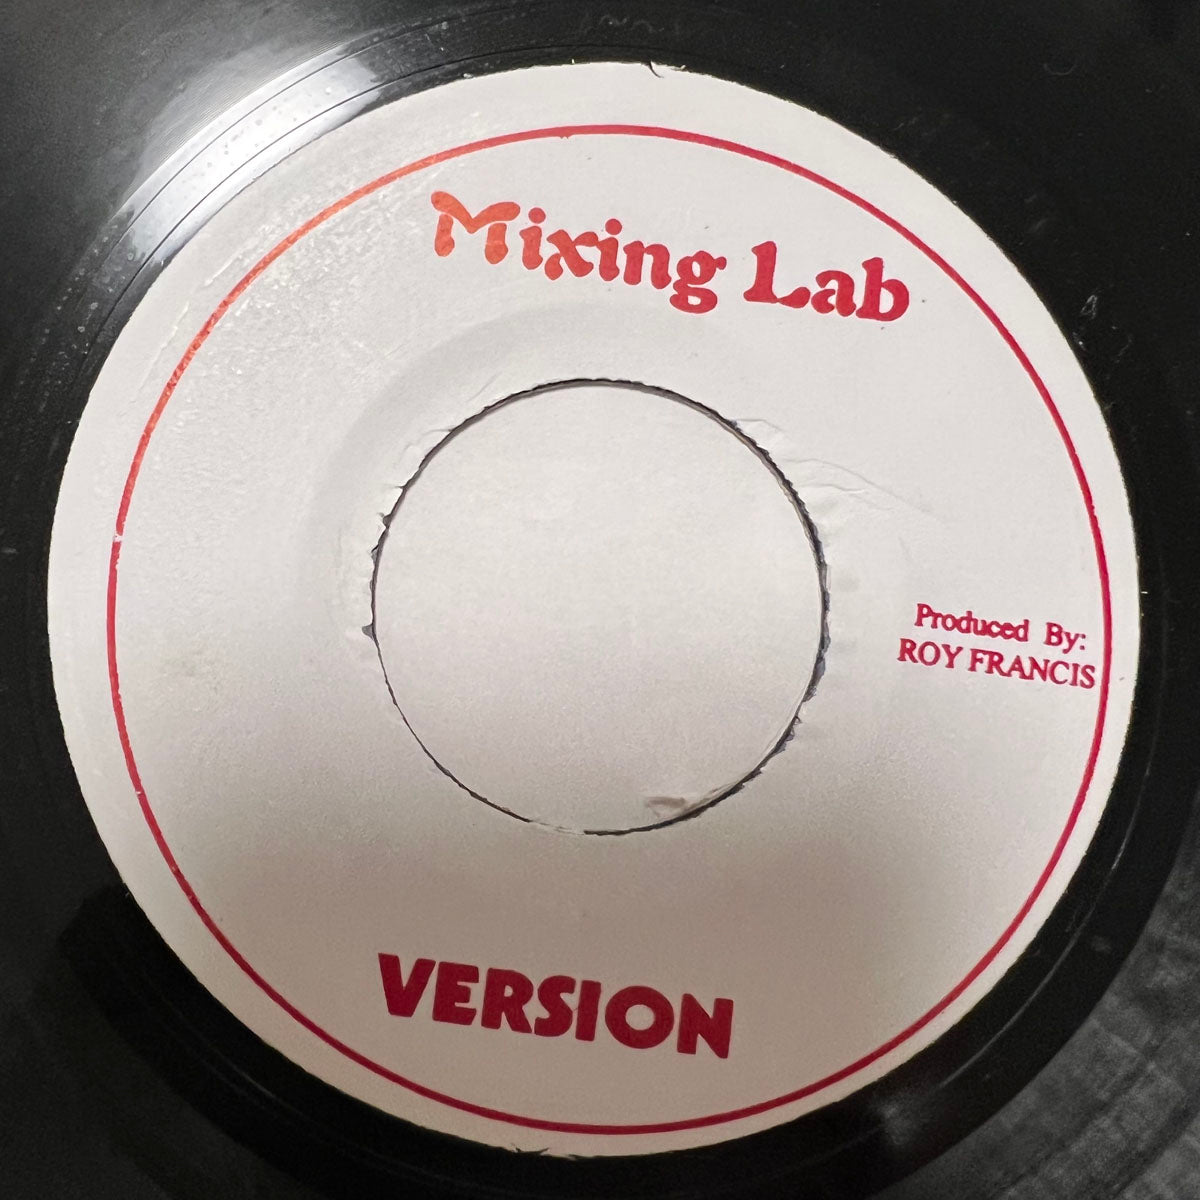 Mixing Lab
Produced By:
ROY FRANCIS
VERSION